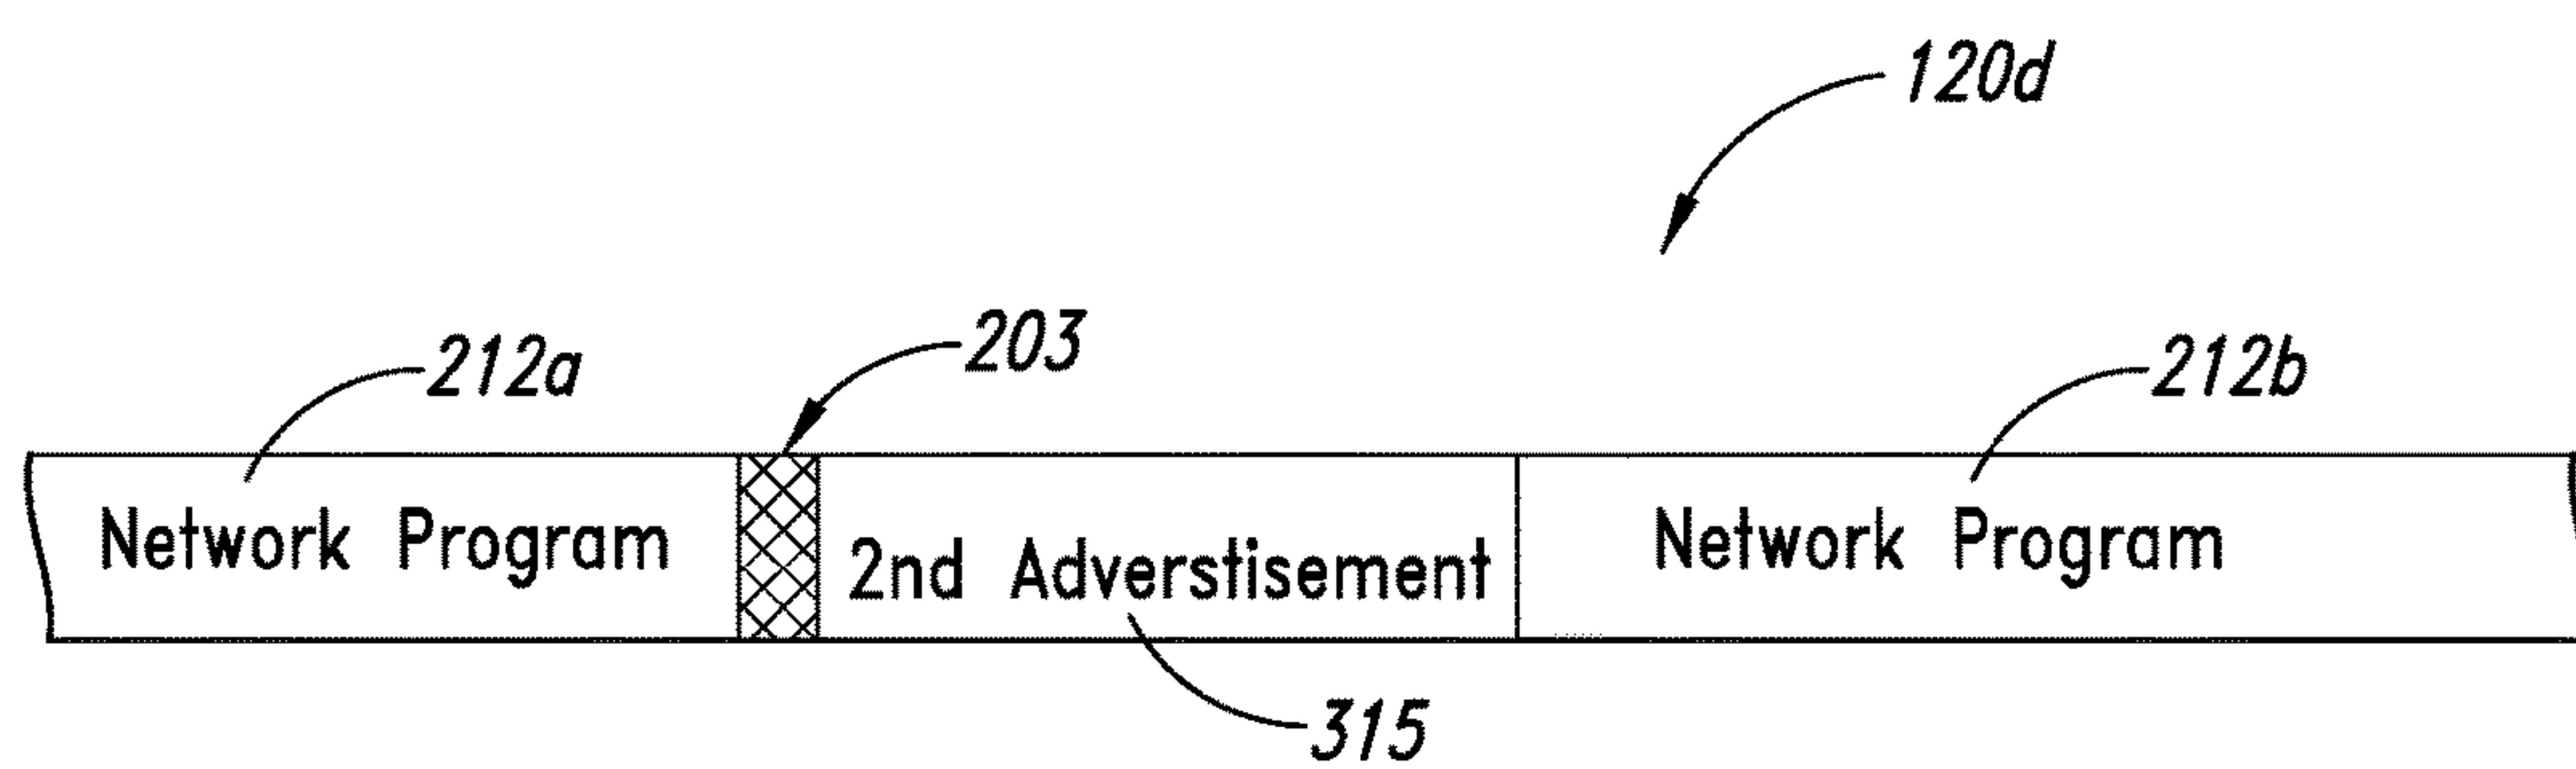 120d
203
212a
212b
Network Program
2nd Adverstisement
Network Program
315